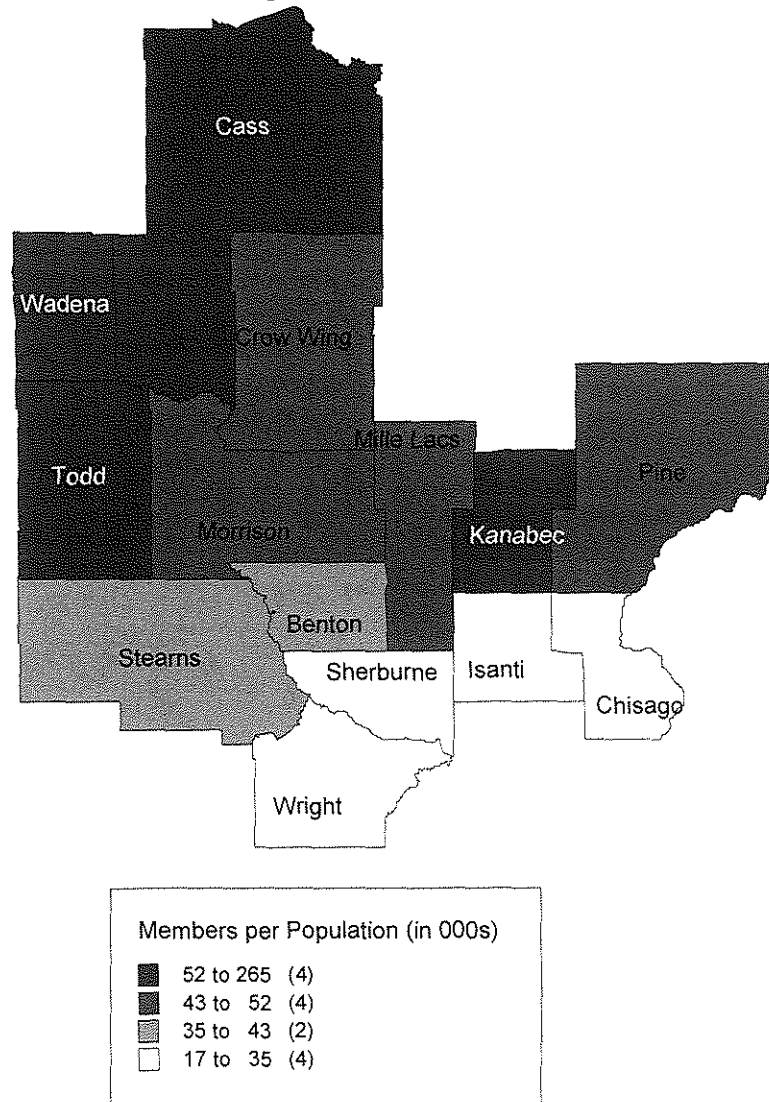 Cass
Wadena
Crow Wing
Mille Lacs
Todd
Pine
Morrison
Kanabec
Benton
Stearns
Sherburne
Isanti
Chisago
Wright
Members per Population (in 000s)
52 to 265 (4)
43 to 52 (4)
35 to 43 (2)
17 to 35 (4)